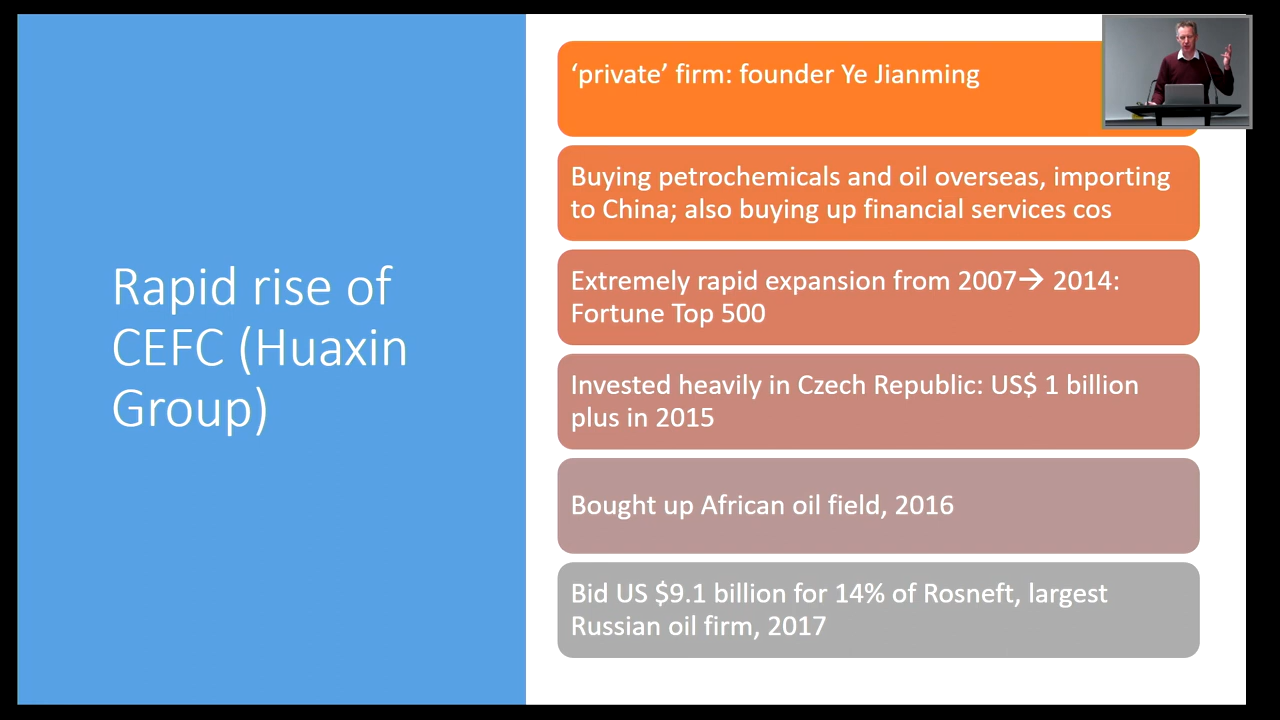 Rapid rise of
CEFC (Huaxin
Group)
‘private’ firm: founder Ye Jianming
Buying petrochemicals and oil overseas, importing
to China; also buying up financial services cos
Extremely rapid expansion from 2007→ 2014:
Fortune Top 500
Invested heavily in Czech Republic: US$ 1 billion
plus in 2015
Bought up African oil field, 2016
Bid US $9.1 billion for 14% of Rosneft, largest
Russian oil firm, 2017